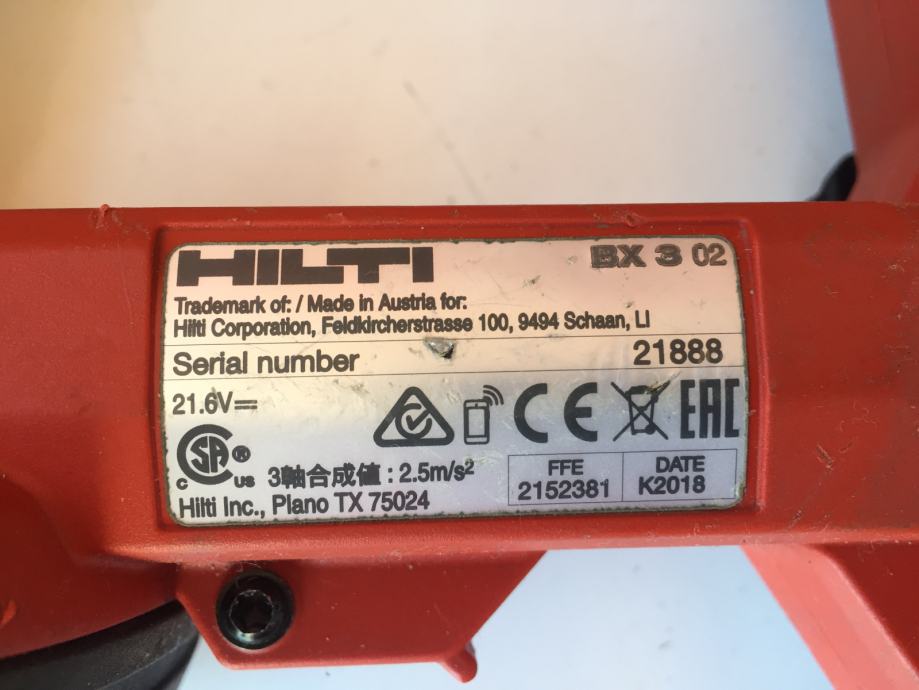 HILTI BX 3 02
Trademark of: / Made in Austria for:
Hilti Corporation, Feldkircherstrasse 100, 9494 Schaan, LI
Serial number 21888
21.6V⎓
CE EAC
C SA ® US
3軸合成値 : 2.5m/s²
Hilti Inc., Plano TX 75024
FFE DATE
2152381 K2018